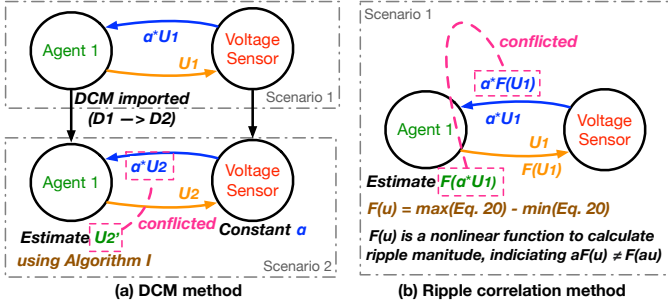 Scenario 1
Agent 1
α*U1
U1
Voltage
Sensor
DCM imported
(D1 —> D2)
Scenario 1
Agent 1
α*U2
U2
Voltage
Sensor
conflicted
Estimate U2'
Constant α
using Algorithm I
Scenario 2
(a) DCM method
conflicted
α*F(U1)
Agent 1
α*U1
U1
F(U1)
Voltage
Sensor
Estimate F(α*U1)
F(u) = max(Eq. 20) - min(Eq. 20)
F(u) is a nonlinear function to calculate
ripple manitude, indiciating aF(u) ≠ F(au)
(b) Ripple correlation method